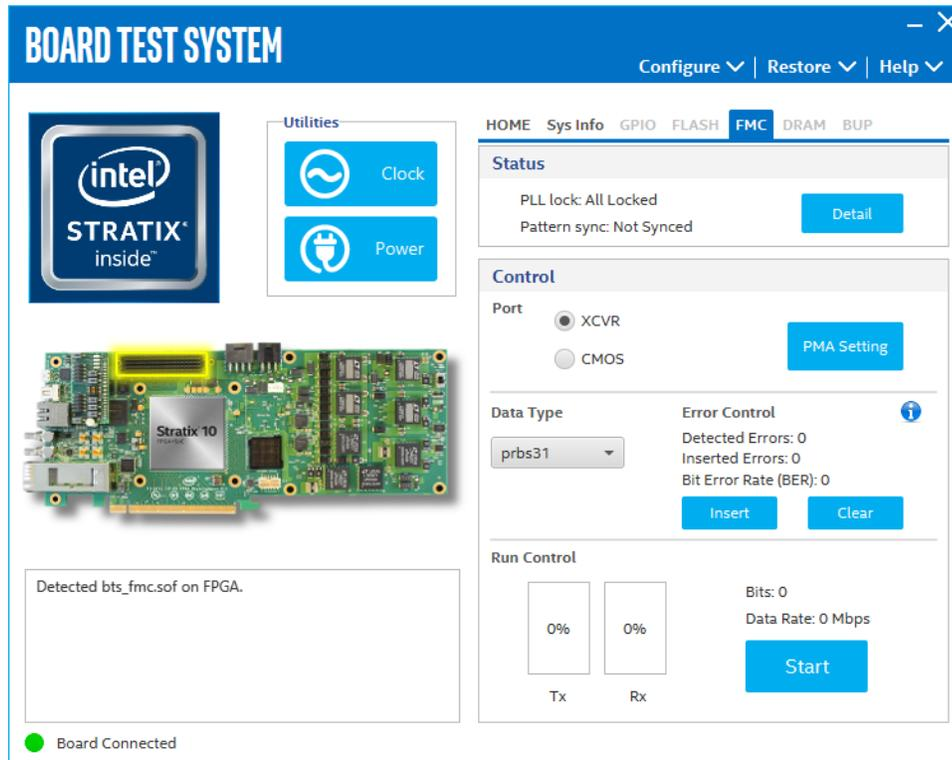 BOARD TEST SYSTEM
Configure
Restore
Help
intel®
STRATIX®
inside™
Utilities
Clock
Power
HOME Sys Info GPIO FLASH FMC DRAM BUP
Status
PLL lock: All Locked
Pattern sync: Not Synced
Detail
Control
Port
XCVR
CMOS
PMA Setting
Stratix 10
Data Type
prbs31
Error Control
Detected Errors: 0
Inserted Errors: 0
Bit Error Rate (BER): 0
Insert
Clear
Run Control
0%
0%
Tx
Rx
Bits: 0
Data Rate: 0 Mbps
Start
Detected bts_fmc.sof on FPGA.
Board Connected